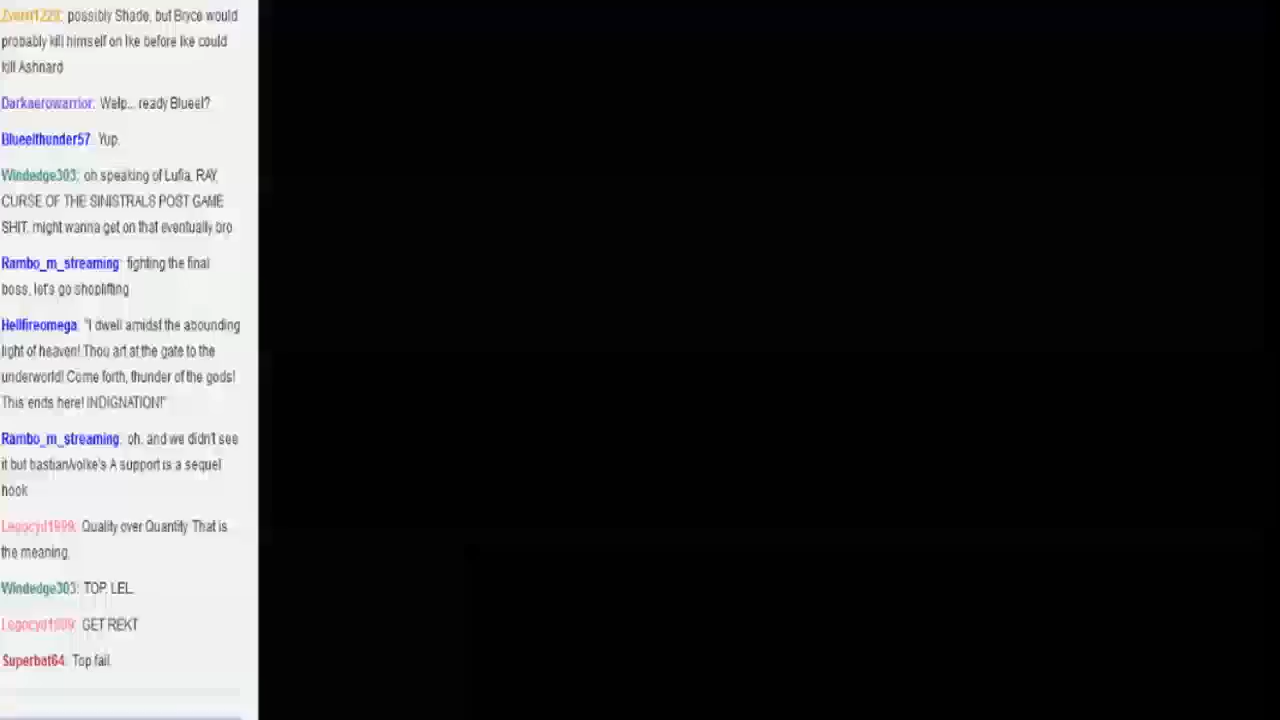 possibly Shade, but Bryce would
probably kill himself on Ike before Ike could
kill Ashnard
Darkaerowarrior: Welp... ready Blueel?
Blueelthunder57: Yup.
Windedge303: oh speaking of Lufia, RAY,
CURSE OF THE SINISTRALS POST GAME
SHIT. might wanna get on that eventually bro
Rambo_m_streaming: fighting the final
boss, let's go shoplifting
Hellfireomega: "I dwell amidst the abounding
light of heaven! Thou art at the gate to the
underworld! Come forth, thunder of the gods!
This ends here! INDIGNATION!"
Rambo_m_streaming: oh, and we didn't see
it but bastian/volke's A support is a sequel
hook
Quality over Quantity. That is
the meaning.
Windedge303: TOP. LEL.
GET REKT
Superbat64: Top fail.